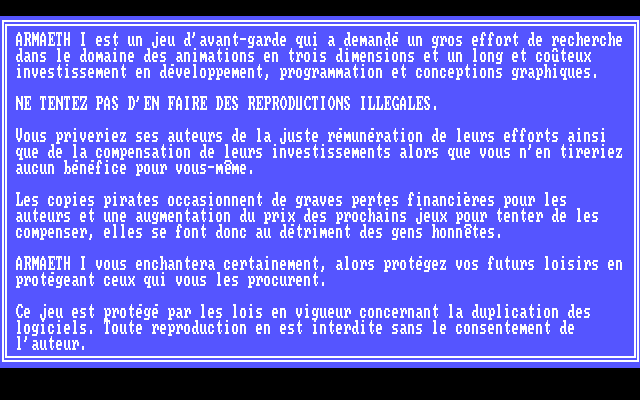 ARMAETH I est un jeu d'avant-garde qui a demandé un gros effort de recherche
dans le domaine des animations en trois dimensions et un long et coûteux
investissement en développement, programmation et conceptions graphiques.
NE TENTEZ PAS D'EN FAIRE DES REPRODUCTIONS ILLEGALES.
Vous priveriez ses auteurs de la juste rémunération de leurs efforts ainsi
que de la compensation de leurs investissements alors que vous n'en tireriez
aucun bénéfice pour vous-même.
Les copies pirates occasionnent de graves pertes financières pour les
auteurs et une augmentation du prix des prochains jeux pour tenter de les
compenser, elles se font donc au détriment des gens honnêtes.
ARMAETH I vous enchantera certainement, alors protégez vos futurs loisirs en
protégeant ceux qui vous les procurent.
Ce jeu est protégé par les lois en vigueur concernant la duplication des
logiciels. Toute reproduction en est interdite sans le consentement de
l'auteur.